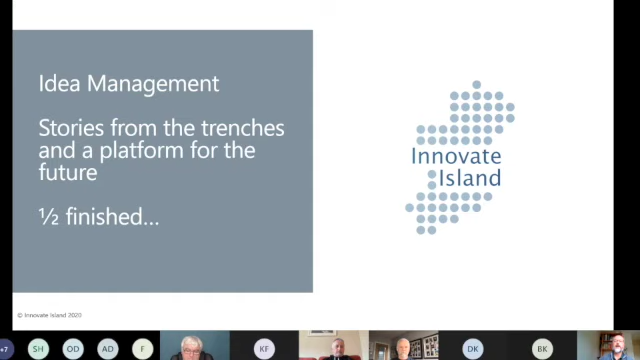 Idea Management
Stories from the trenches
and a platform for the
future
½ finished...
Innovate
Island
© Innovate Island 2020
+7
SH
OD
AD
F
KF
DK
BK